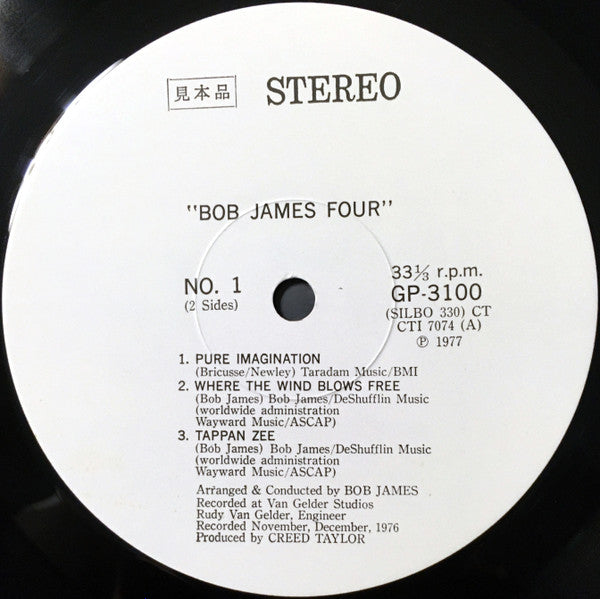 見本品 STEREO
"BOB JAMES FOUR"
NO. 1
(2 Sides)
33⅓ r.p.m.
GP-3100
(SILBO 330) CT
CTI 7074 (A)
Ⓟ 1977
1. PURE IMAGINATION
(Bricusse/Newley) Taradam Music/BMI
2. WHERE THE WIND BLOWS FREE
(Bob James) Bob James/DeShufflin Music
(worldwide administration
Wayward Music/ASCAP)
3. TAPPAN ZEE
(Bob James) Bob James/DeShufflin Music
(worldwide administration
Wayward Music/ASCAP)
Arranged & Conducted by BOB JAMES
Recorded at Van Gelder Studios
Rudy Van Gelder, Engineer
Recorded November, December, 1976
Produced by CREED TAYLOR